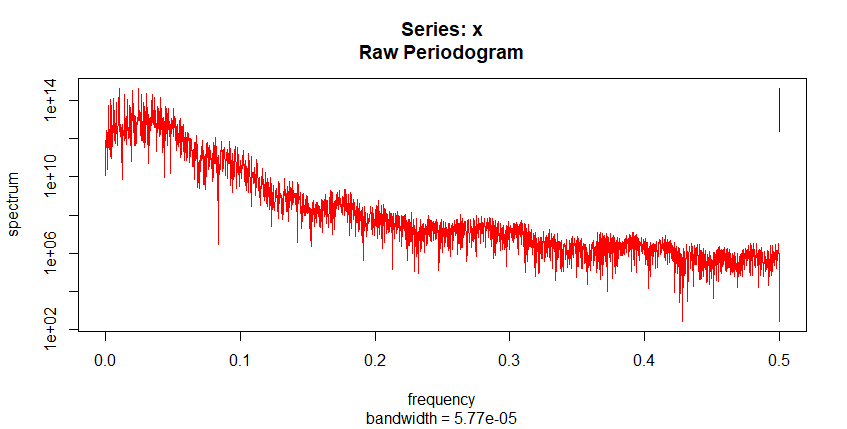 Series: x
Raw Periodogram
spectrum
1e+14
1e+10
1e+06
1e+02
0.0 0.1 0.2 0.3 0.4 0.5
frequency
bandwidth = 5.77e-05